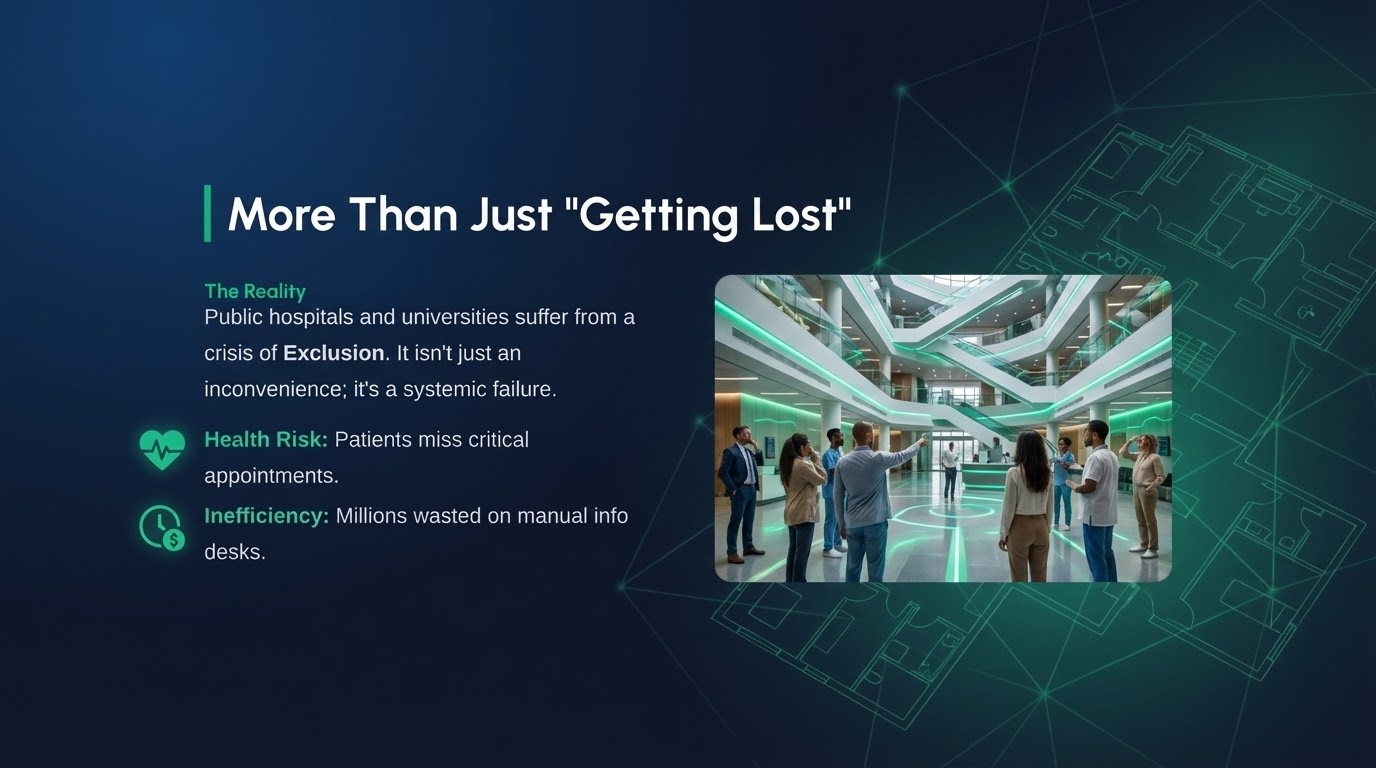 More Than Just "Getting Lost"
The Reality
Public hospitals and universities suffer from a
crisis of Exclusion. It isn't just an
inconvenience; it's a systemic failure.
Health Risk: Patients miss critical
appointments.
Inefficiency: Millions wasted on manual info
desks.
$